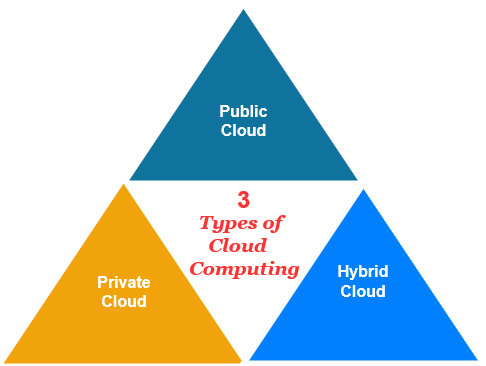 Public
Cloud
3
Types of
Cloud
Computing
Private
Cloud
Hybrid
Cloud